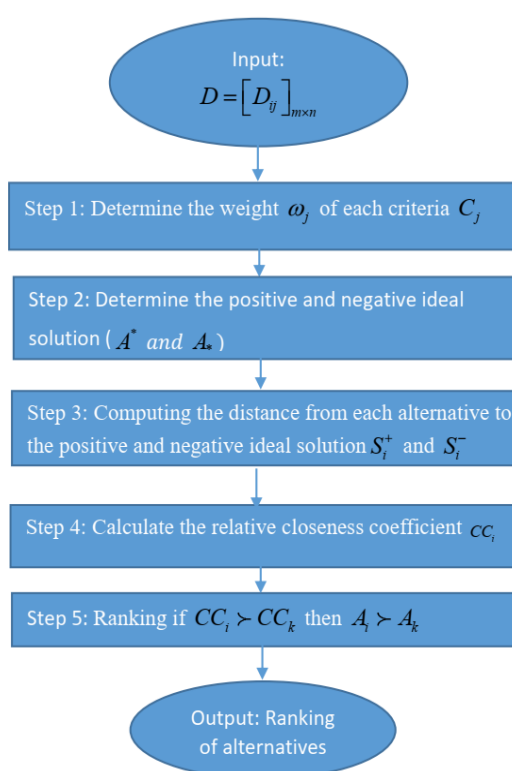 Input:
D = [D_{ij}]_{m×n}
Step 1: Determine the weight ω_j of each criteria C_j
Step 2: Determine the positive and negative ideal
solution ( A^* and A_* )
Step 3: Computing the distance from each alternative to
the positive and negative ideal solution S_i^+ and S_i^-
Step 4: Calculate the relative closeness coefficient CC_i
Step 5: Ranking if CC_i ≻ CC_k then A_i ≻ A_k
Output: Ranking
of alternatives